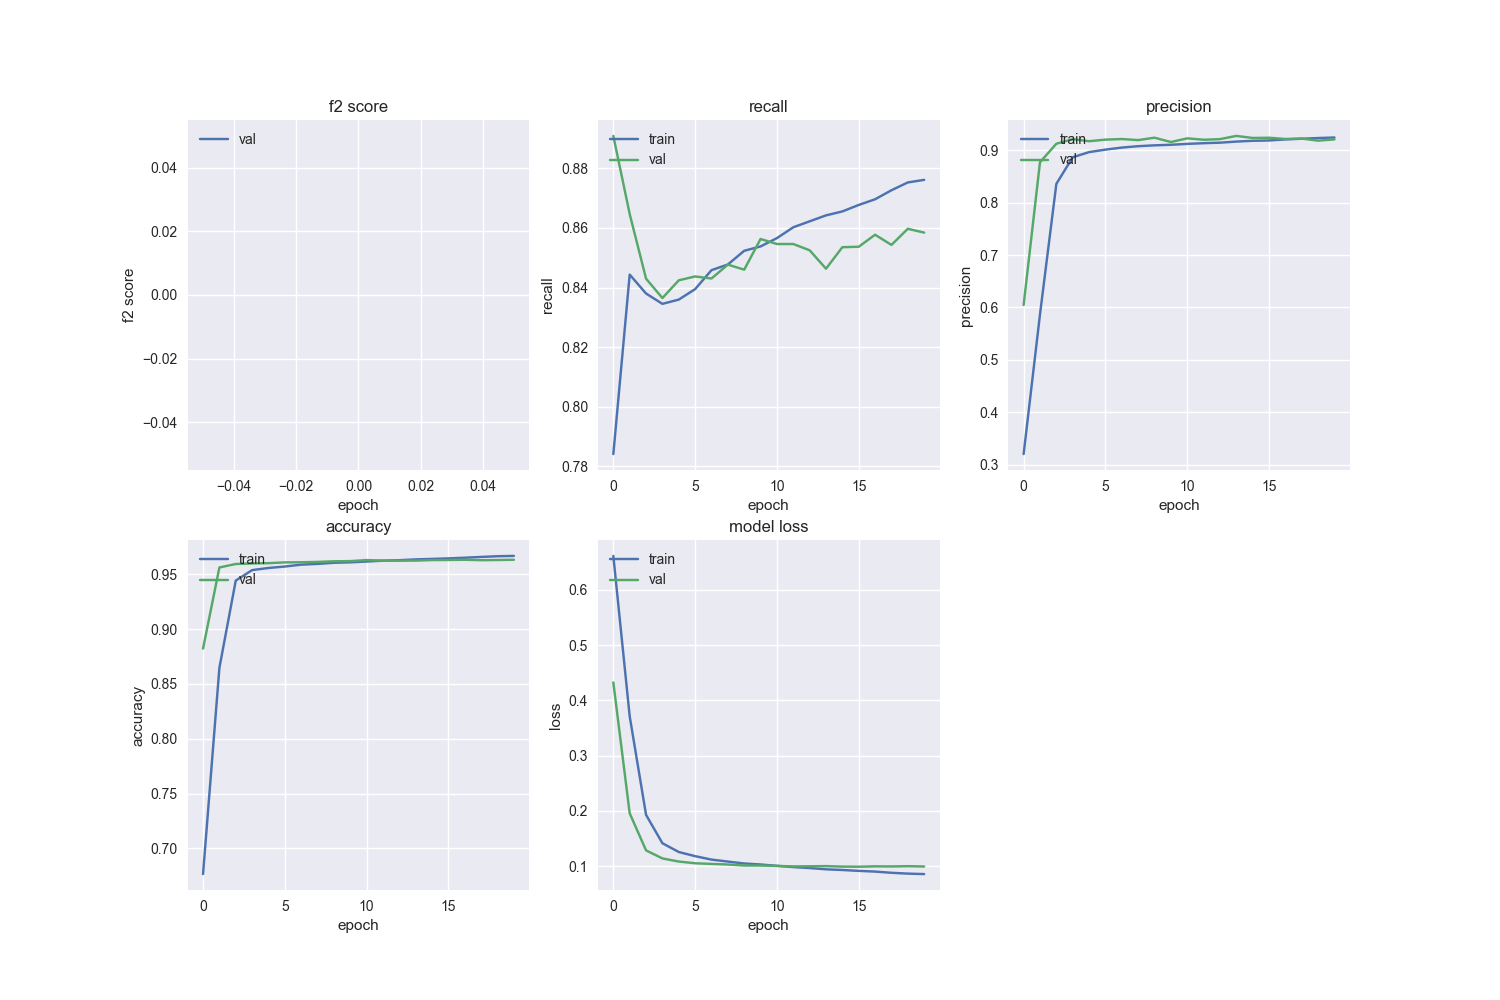 f2 score
val
0.04
0.02
0.00
−0.02
−0.04
f2 score
−0.04 −0.02 0.00 0.02 0.04
epoch
recall
train
val
0.88
0.86
0.84
0.82
0.80
0.78
recall
0 5 10 15
epoch
precision
train
val
0.9
0.8
0.7
0.6
0.5
0.4
0.3
precision
0 5 10 15
epoch
accuracy
train
val
0.95
0.90
0.85
0.80
0.75
0.70
accuracy
0 5 10 15
epoch
model loss
train
val
0.6
0.5
0.4
0.3
0.2
0.1
loss
0 5 10 15
epoch